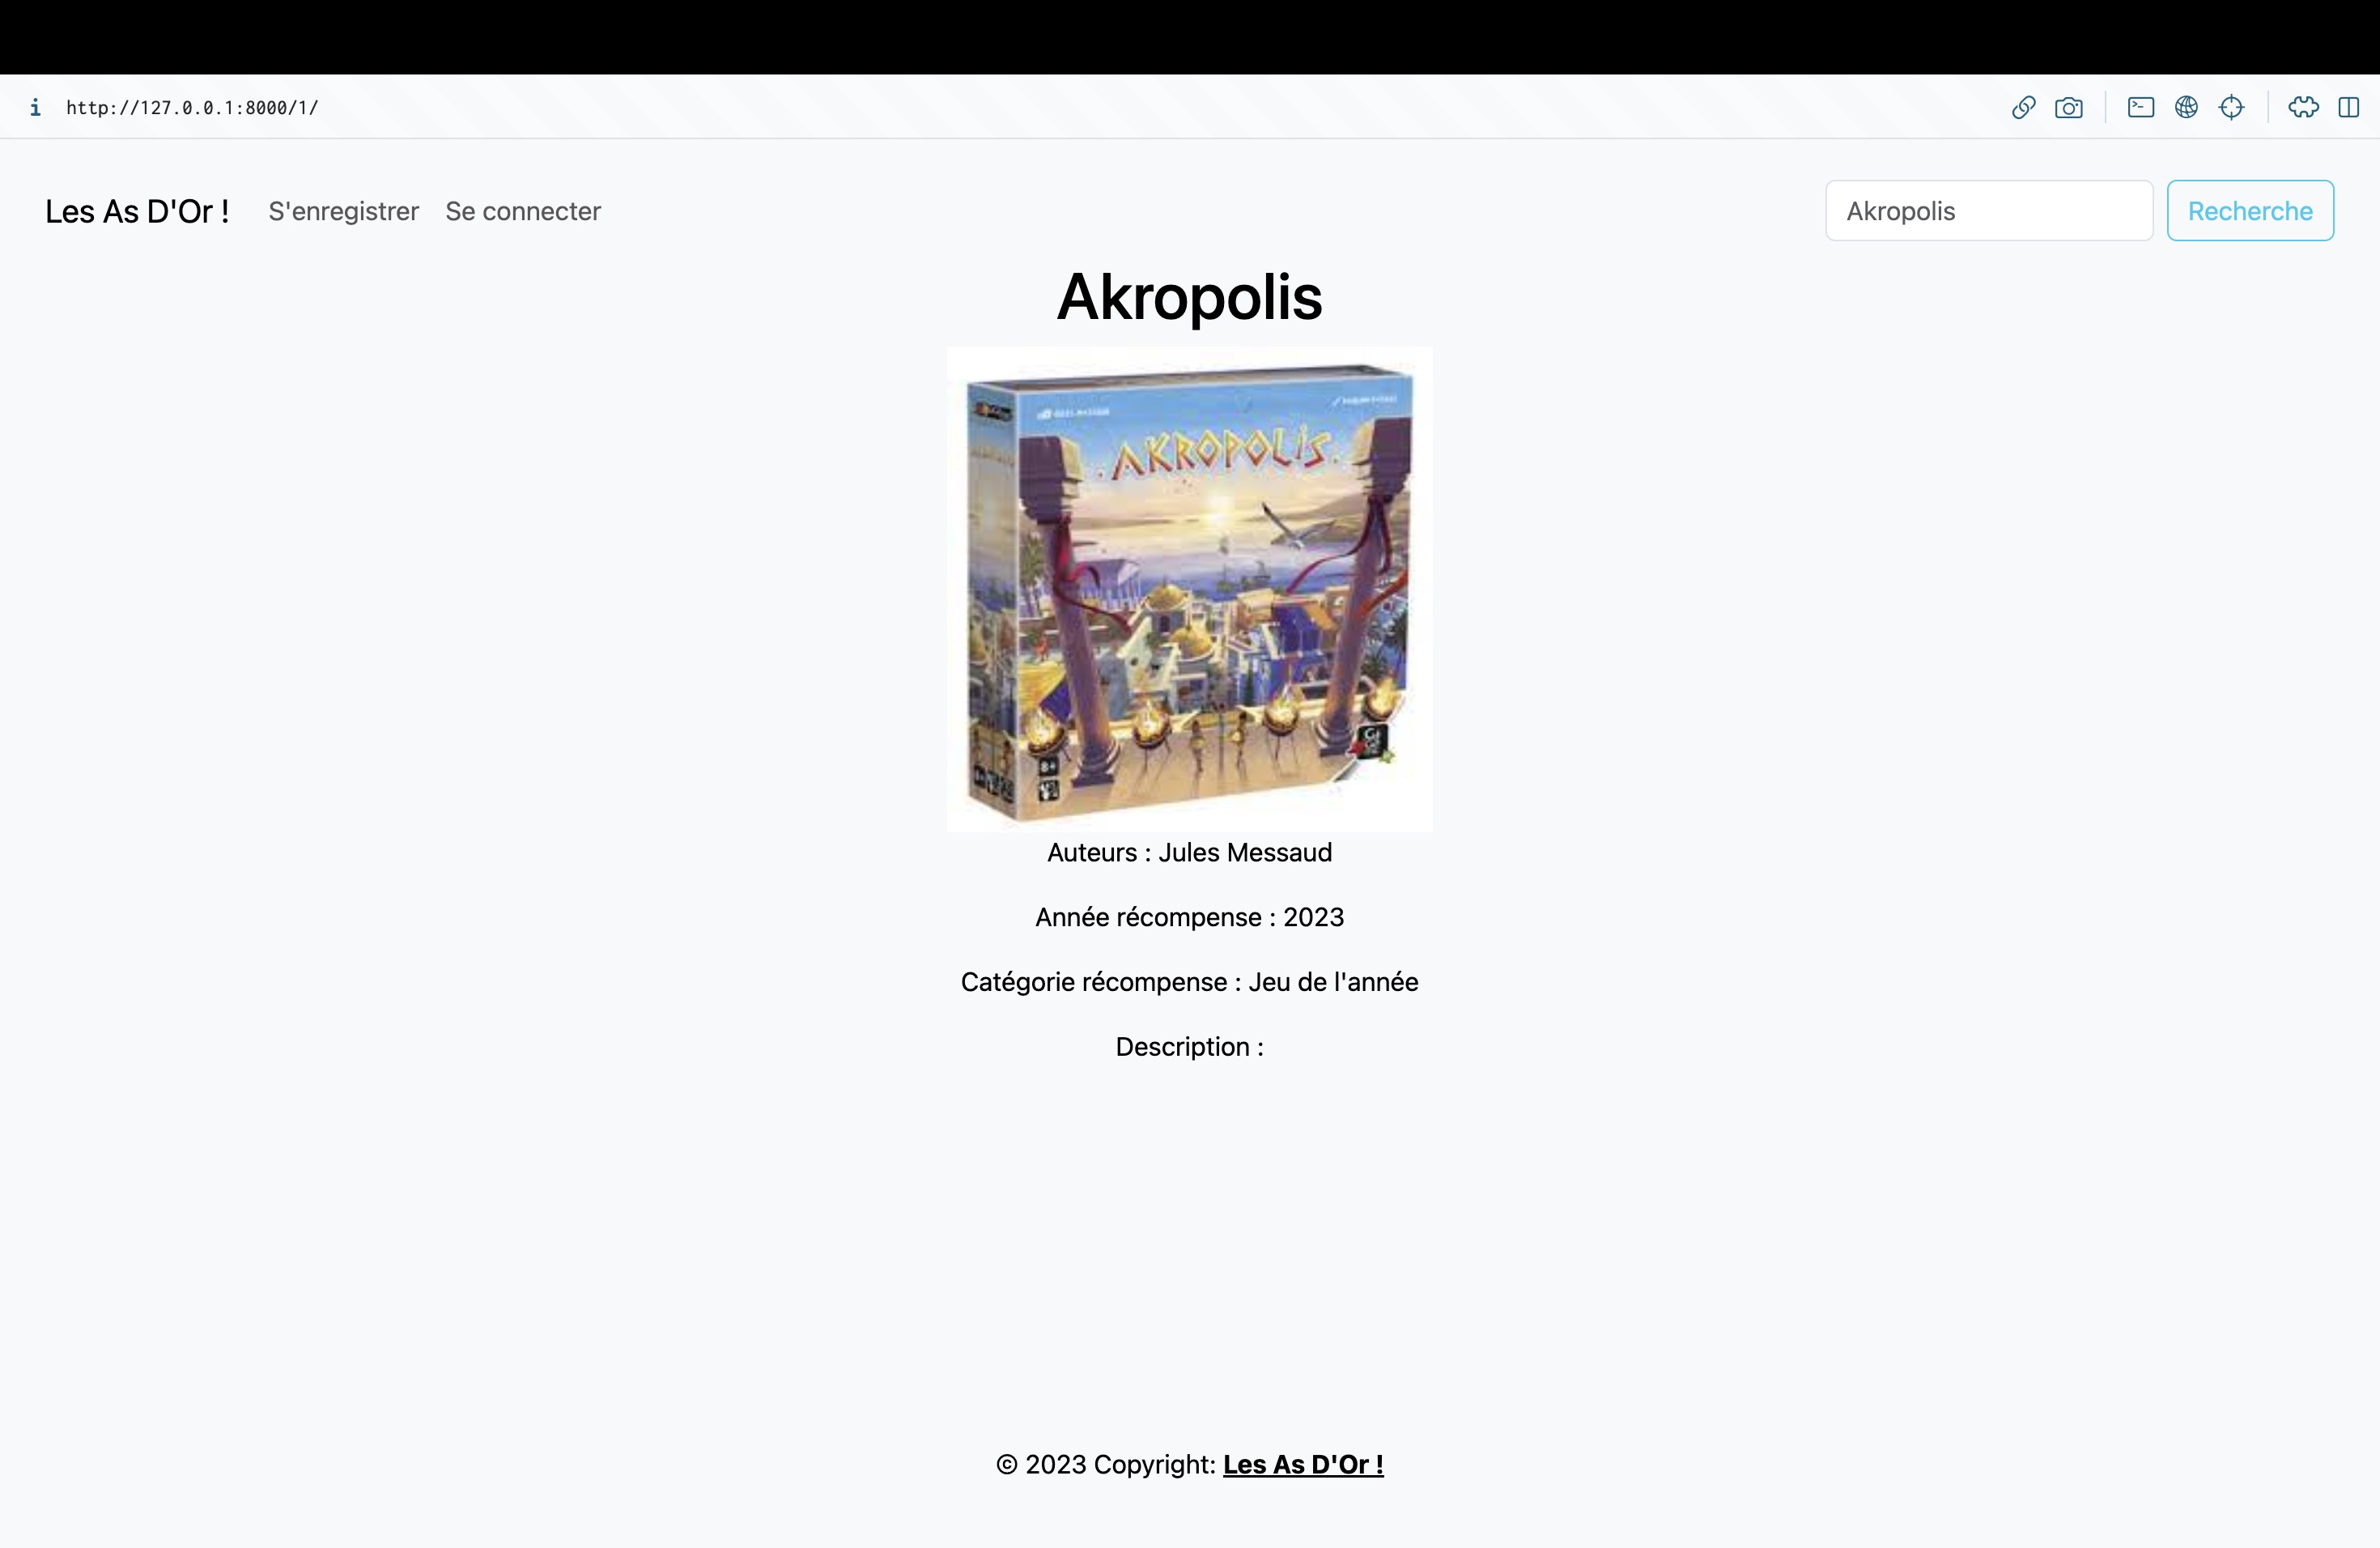 http://127.0.0.1:8000/1/
Les As D'Or ! S'enregistrer Se connecter Akropolis Recherche
Akropolis
AKROPOLIS
8+
Auteurs : Jules Messaud
Année récompense : 2023
Catégorie récompense : Jeu de l'année
Description :
© 2023 Copyright: Les As D'Or !